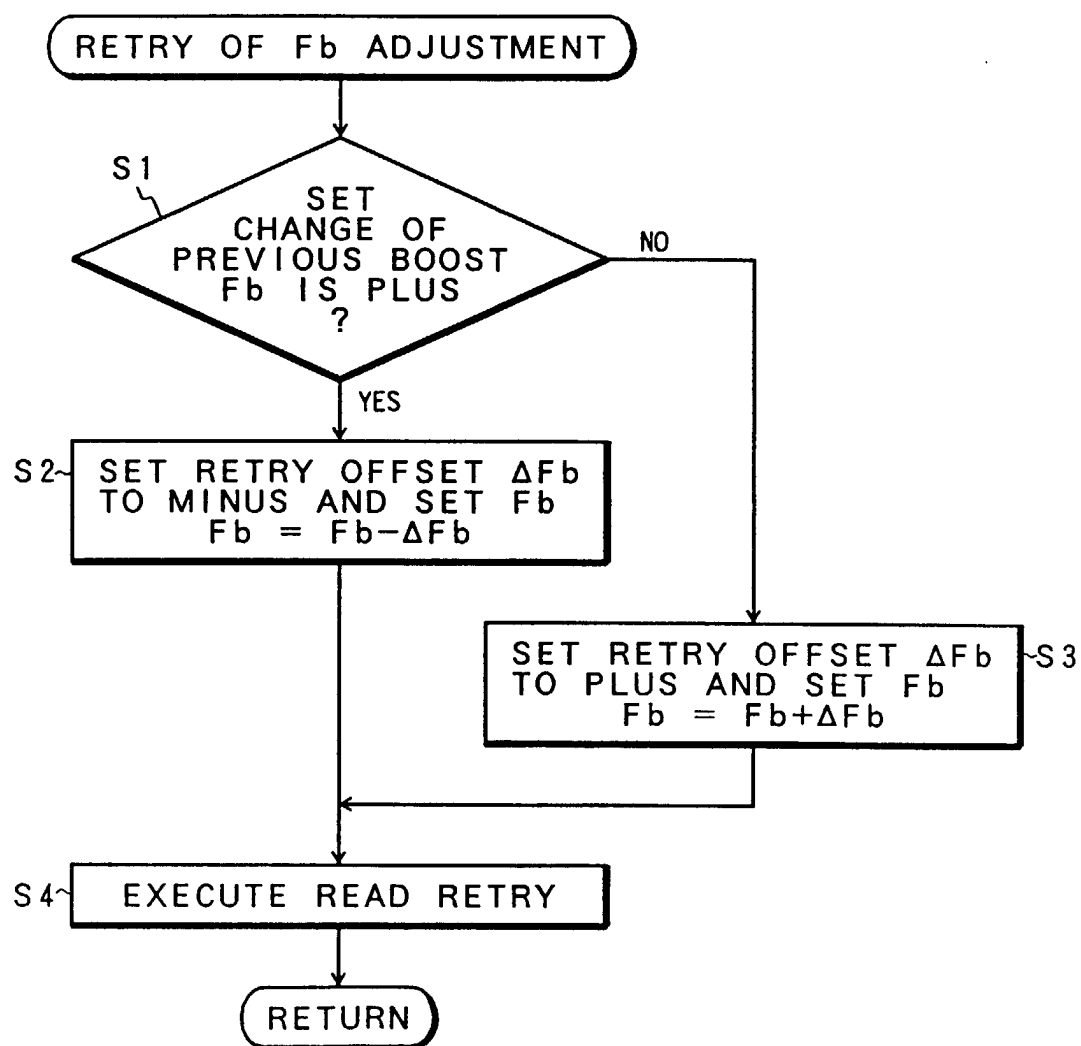 RETRY OF Fb ADJUSTMENT
S1
SET
CHANGE OF
PREVIOUS BOOST
Fb IS PLUS
?
NO
YES
S2
SET RETRY OFFSET ΔFb
TO MINUS AND SET Fb
Fb = Fb-ΔFb
SET RETRY OFFSET ΔFb
TO PLUS AND SET Fb
Fb = Fb+ΔFb
S3
S4
EXECUTE READ RETRY
RETURN